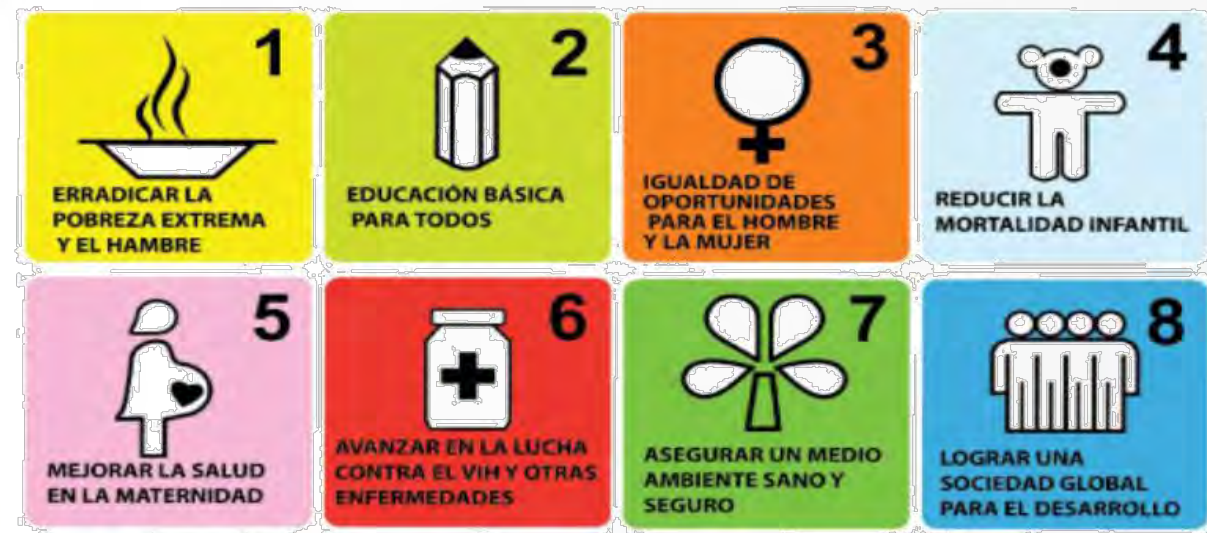 1
ERRADICAR LA
POBREZA EXTREMA
Y EL HAMBRE
2
EDUCACIÓN BÁSICA
PARA TODOS
3
IGUALDAD DE
OPORTUNIDADES
PARA EL HOMBRE
Y LA MUJER
4
REDUCIR LA
MORTALIDAD INFANTIL
5
MEJORAR LA SALUD
EN LA MATERNIDAD
6
AVANZAR EN LA LUCHA
CONTRA EL VIH Y OTRAS
ENFERMEDADES
7
ASEGURAR UN MEDIO
AMBIENTE SANO Y
SEGURO
8
LOGRAR UNA
SOCIEDAD GLOBAL
PARA EL DESARROLLO